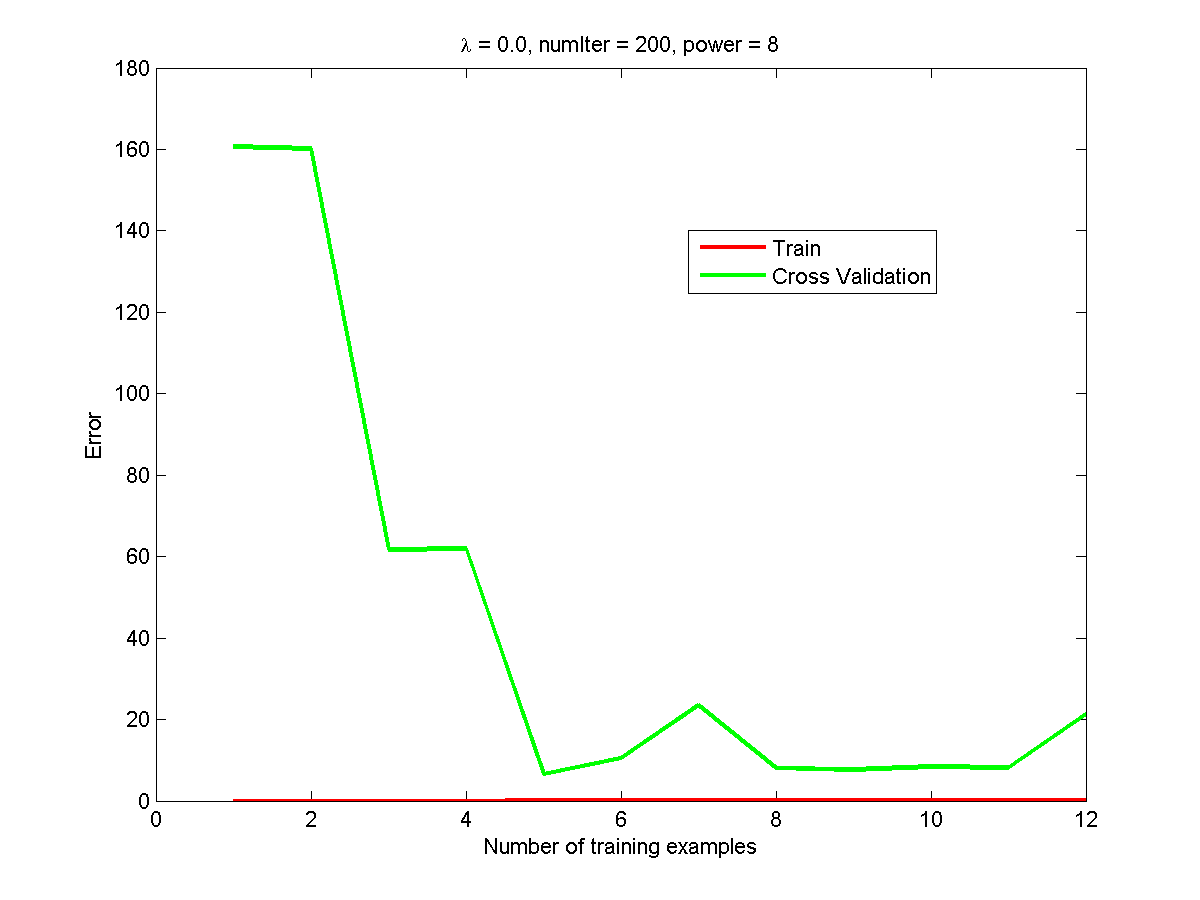 λ = 0.0, numIter = 200, power = 8
180
160
140
120
100
80
60
40
20
0
Error
Train
Cross Validation
0 2 4 6 8 10 12
Number of training examples